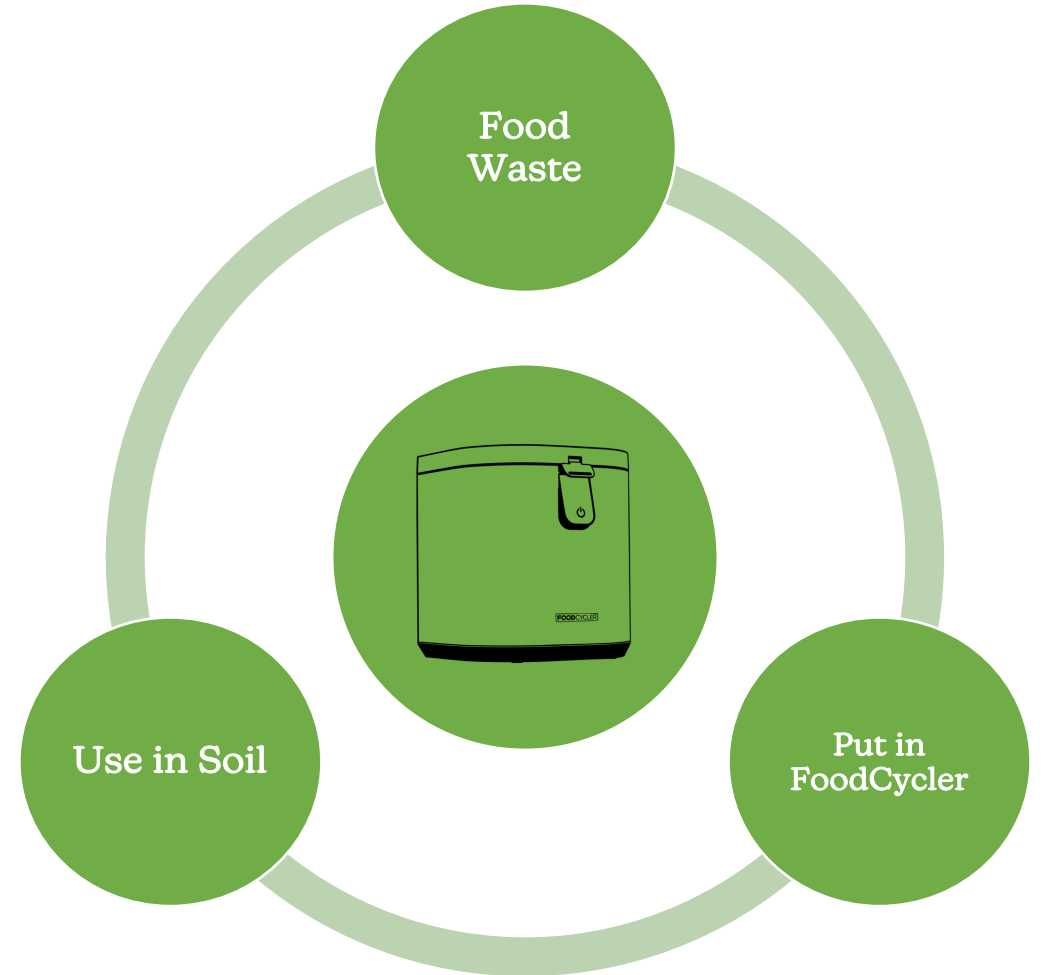 Food
Waste
FOODCYCLER
Use in Soil
Put in
FoodCycler